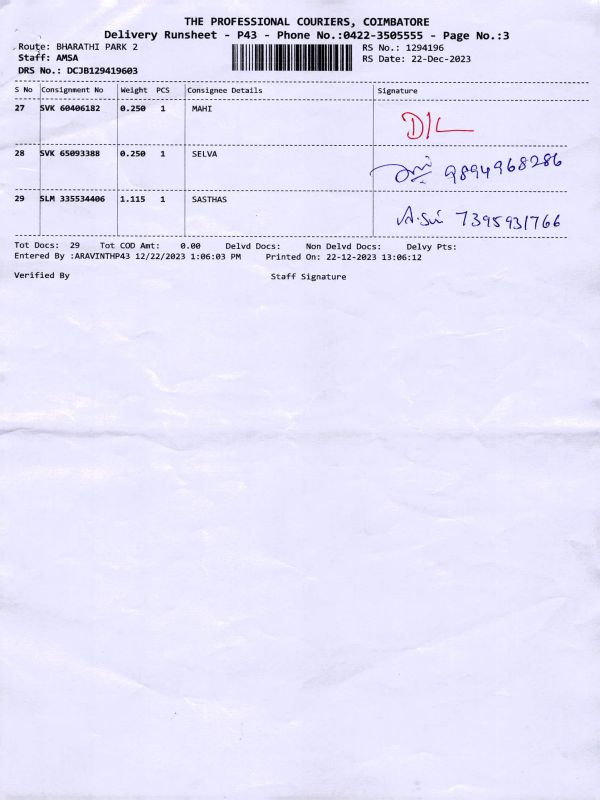 THE PROFESSIONAL COURIERS, COIMBATORE
Delivery Runsheet - P43 - Phone No.:0422-3505555 - Page No.:3
Route: BHARATHI PARK 2 RS No.: 1294196
Staff: AMSA RS Date: 22-Dec-2023
DRS No.: DCJB129419603
S No Consignment No Weight PCS Consignee Details Signature
27 SVK 60406182 0.250 1 MAHI D/L
28 SVK 65093388 0.250 1 SELVA 9894968286
29 SLM 335534406 1.115 1 SASTHAS 7395931766
Tot Docs: 29 Tot COD Amt: 0.00 Delvd Docs: Non Delvd Docs: Delvy Pts:
Entered By :ARAVINTHP43 12/22/2023 1:06:03 PM Printed On: 22-12-2023 13:06:12
Verified By Staff Signature